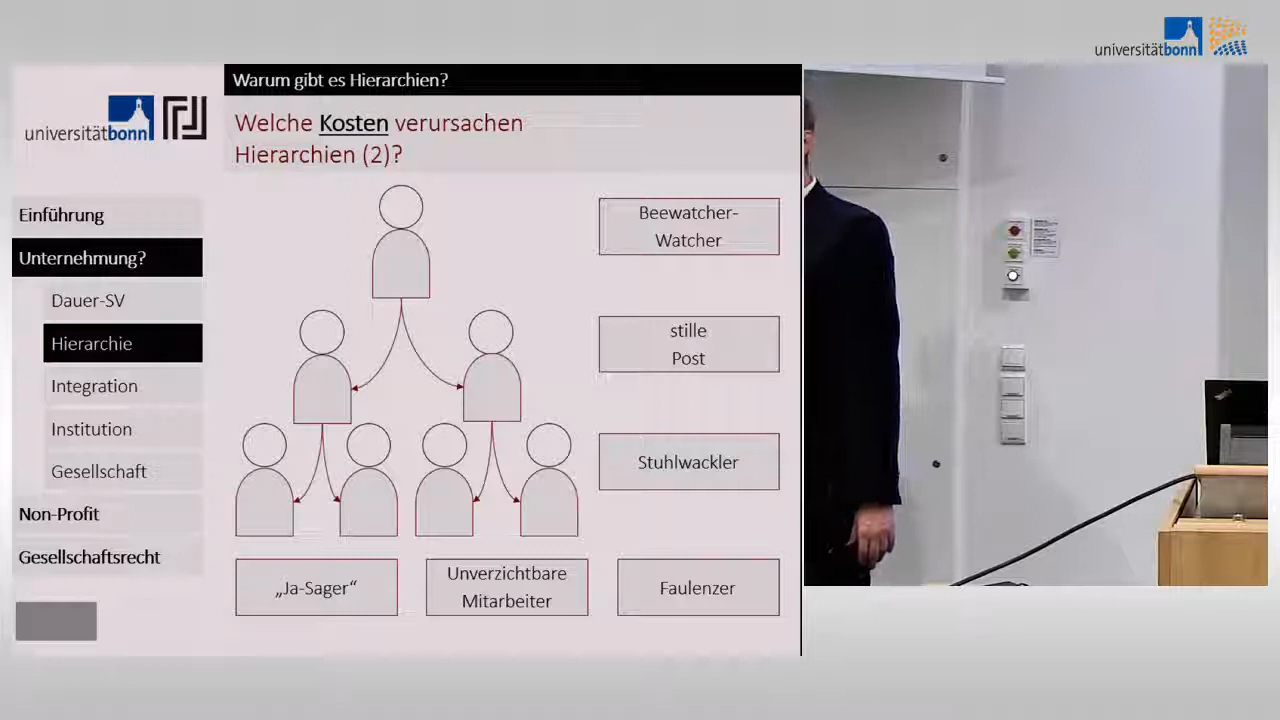 universitätbonn
Warum gibt es Hierarchien?
universitätbonn
Welche Kosten verursachen
Hierarchien (2)?
Einführung
Unternehmung?
Dauer-SV
Hierarchie
Integration
Institution
Gesellschaft
Non-Profit
Gesellschaftsrecht
Beewatcher-
Watcher
stille
Post
Stuhlwackler
„Ja-Sager“
Unverzichtbare
Mitarbeiter
Faulenzer